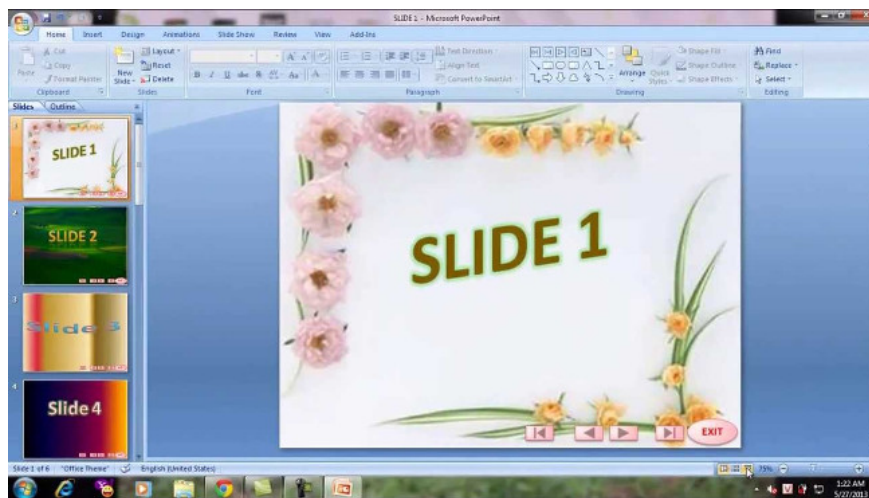 SLIDE 1 - Microsoft PowerPoint
Home Insert Design Animations Slide Show Review View Add-Ins
Cut
Copy
Format Painter
Paste
Clipboard
New Slide
Layout
Reset
Delete
Slides
Font
Text Direction
Align Text
Convert to SmartArt
Paragraph
Arrange
Quick Styles
Shape Fill
Shape Outline
Shape Effects
Drawing
Find
Replace
Select
Editing
Slides Outline
1
SLIDE 1
2
SLIDE 2
3
Slide 3
4
Slide 4
SLIDE 1
EXIT
Slide 1 of 6 "Office Theme" English (United States) 75%
1:22 AM
5/27/2013